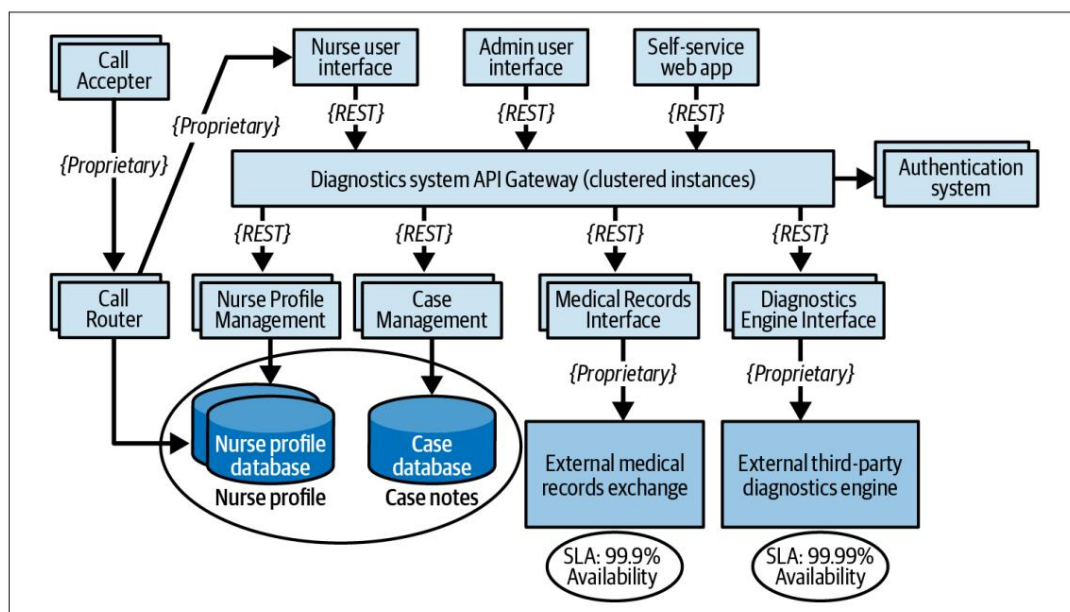 Call
Accepter
Nurse user
interface
Admin user
interface
Self-service
web app
{Proprietary}
{Proprietary}
{REST}
{REST}
{REST}
Diagnostics system API Gateway (clustered instances)
Authentication
system
{REST}
{REST}
{REST}
{REST}
Call
Router
Nurse Profile
Management
Case
Management
Medical Records
Interface
Diagnostics
Engine Interface
{Proprietary}
{Proprietary}
Nurse profile
database
Nurse profile
Case
database
Case notes
External medical
records exchange
External third-party
diagnostics engine
SLA: 99.9%
Availability
SLA: 99.99%
Availability